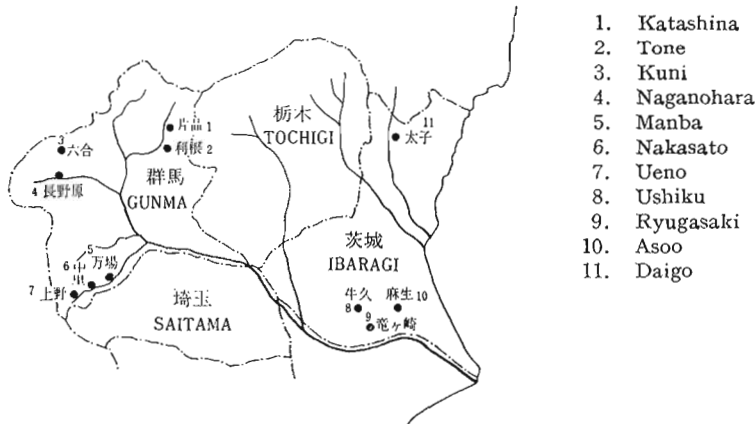 栃木
TOCHIGI
片品 1
利根 2
11
太子
3
六合
4 長野原
群馬
GUNMA
茨城
IBARAGI
5
万場
6 中里
7 上野
埼玉
SAITAMA
牛久
8
麻生 10
9
竜ヶ崎
1. Katashina
2. Tone
3. Kuni
4. Naganohara
5. Manba
6. Nakasato
7. Ueno
8. Ushiku
9. Ryugasaki
10. Asoo
11. Daigo